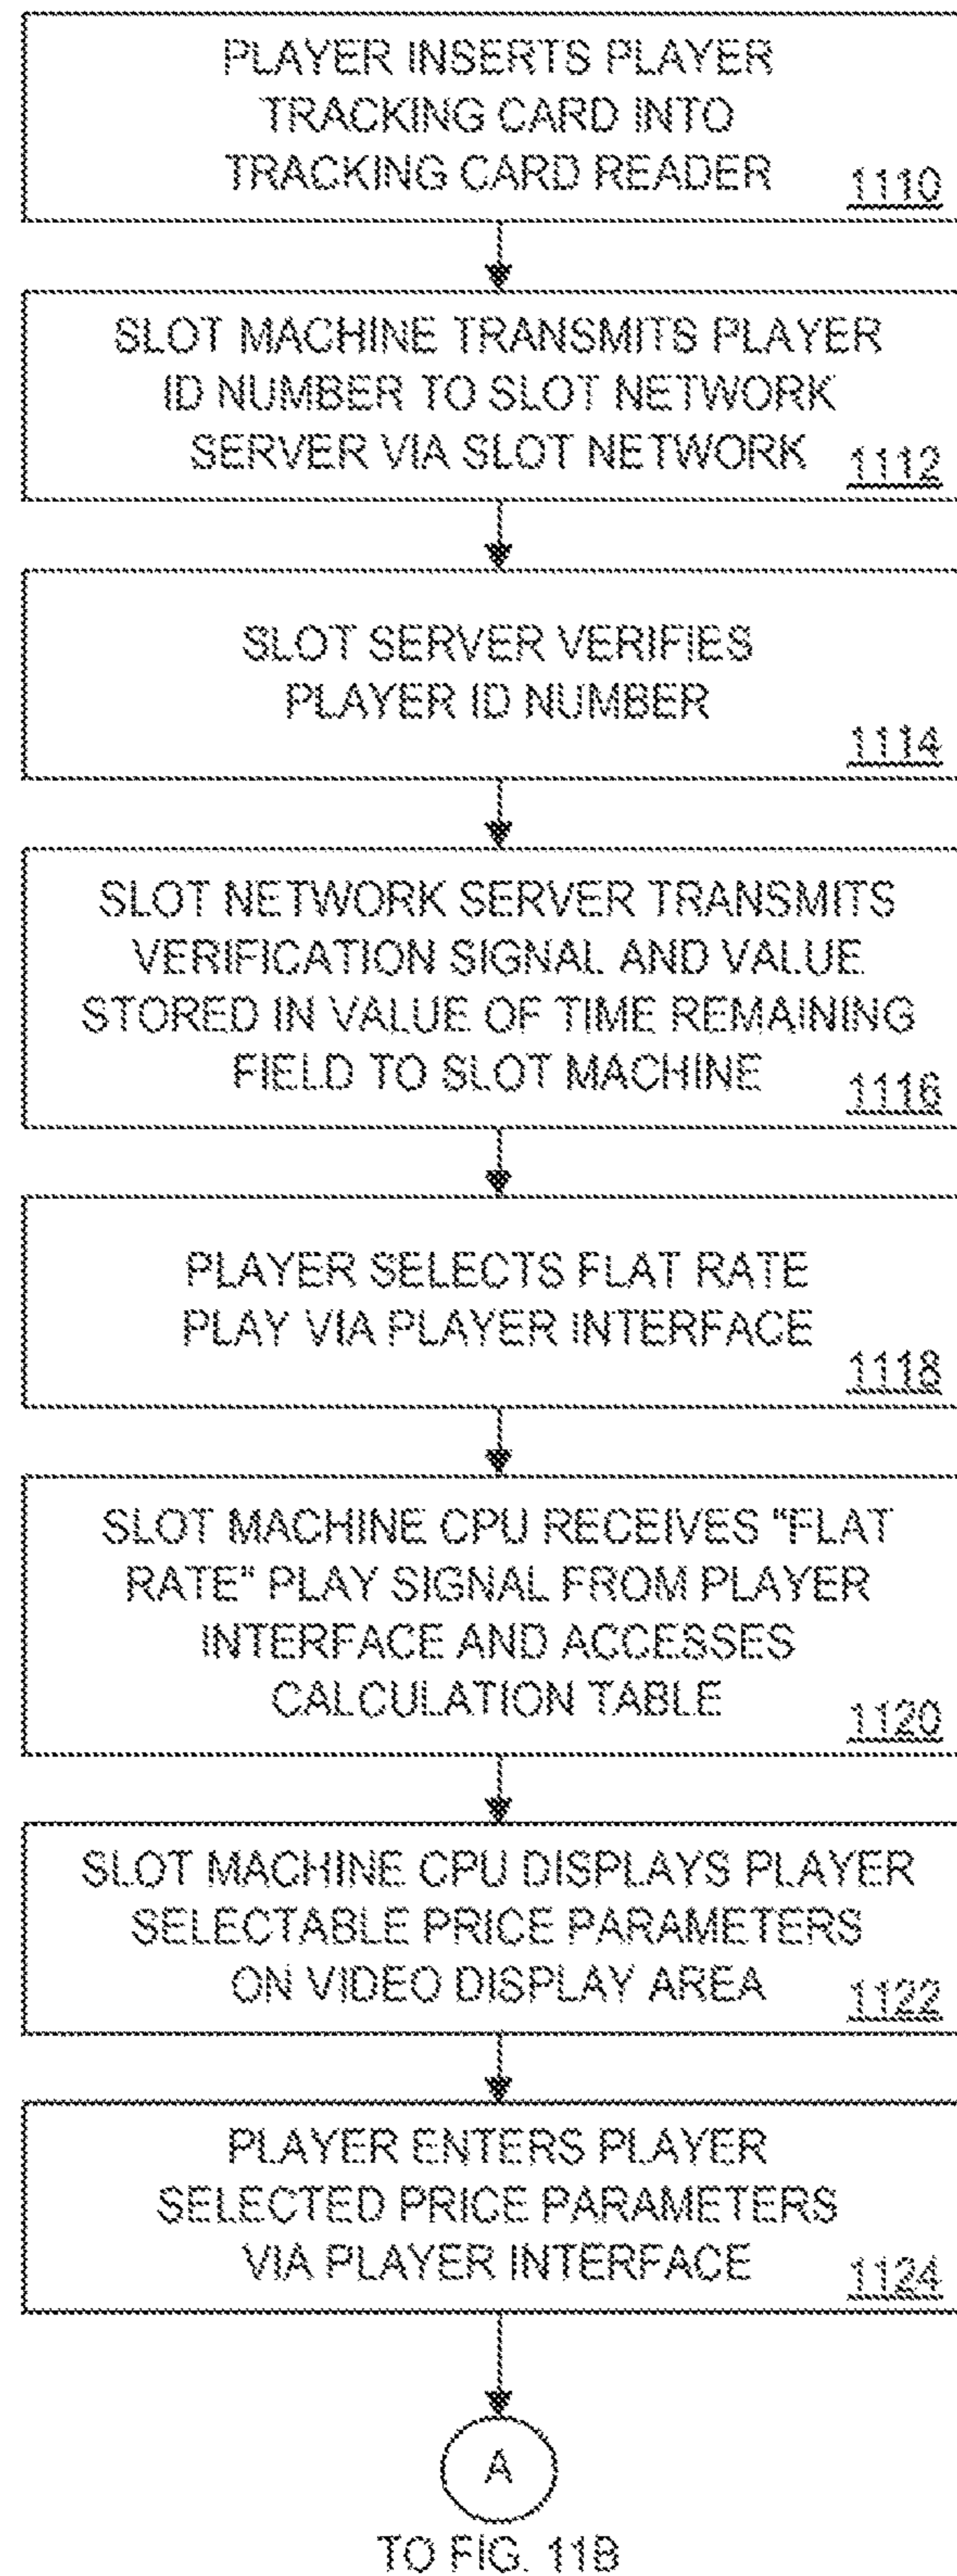 PLAYER INSERTS PLAYER
TRACKING CARD INTO
TRACKING CARD READER
1110
SLOT MACHINE TRANSMITS PLAYER
ID NUMBER TO SLOT NETWORK
SERVER VIA SLOT NETWORK
1112
SLOT SERVER VERIFIES
PLAYER ID NUMBER
1114
SLOT NETWORK SERVER TRANSMITS
VERIFICATION SIGNAL AND VALUE
STORED IN VALUE OF TIME REMAINING
FIELD TO SLOT MACHINE
1116
PLAYER SELECTS FLAT RATE
PLAY VIA PLAYER INTERFACE
1118
SLOT MACHINE CPU RECEIVES "FLAT
RATE" PLAY SIGNAL FROM PLAYER
INTERFACE AND ACCESSES
CALCULATION TABLE
1120
SLOT MACHINE CPU DISPLAYS PLAYER
SELECTABLE PRICE PARAMETERS
ON VIDEO DISPLAY AREA
1122
PLAYER ENTERS PLAYER
SELECTED PRICE PARAMETERS
VIA PLAYER INTERFACE
1124
A
TO FIG. 11B